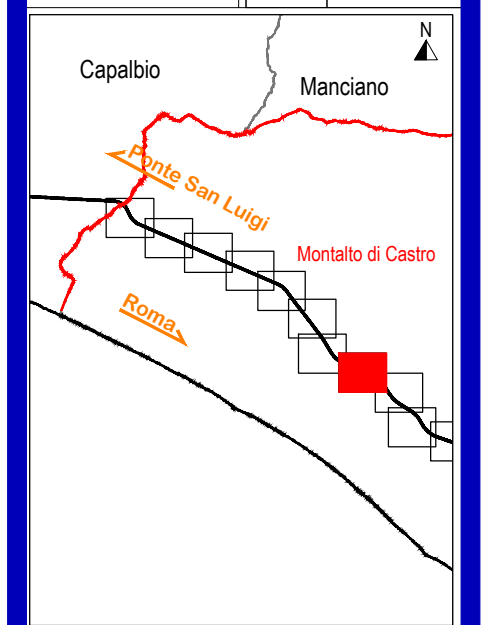 N
Capalbio
Manciano
Ponte San Luigi
Montalto di Castro
Roma